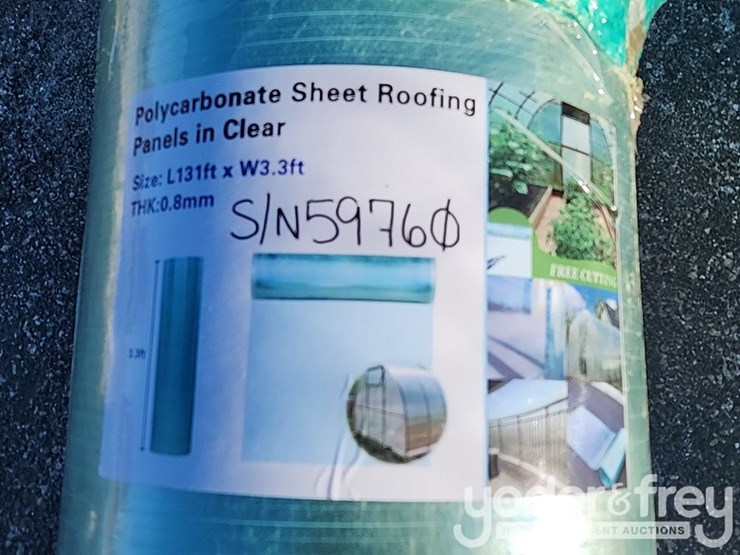 Polycarbonate Sheet Roofing
Panels in Clear
Size: L131ft x W3.3ft
THK:0.8mm
S/N5976Ø
FREE CUTTING
3.3ft
yoder&frey
AUCTIONS